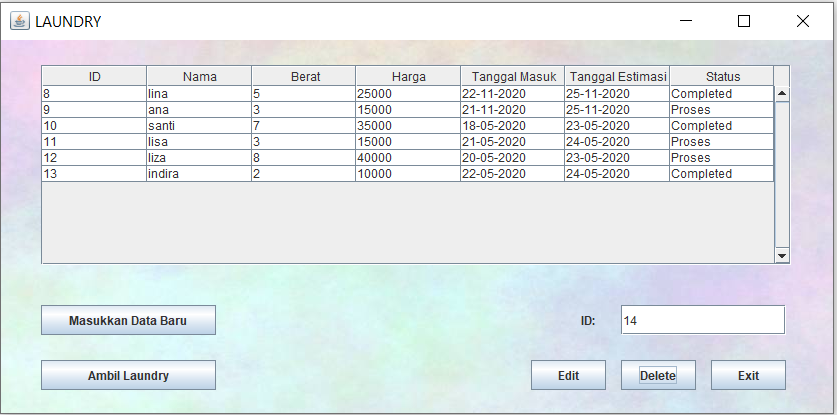 LAUNDRY
ID Nama Berat Harga Tanggal Masuk Tanggal Estimasi Status
8 lina 5 25000 22-11-2020 25-11-2020 Completed
9 ana 3 15000 21-11-2020 25-11-2020 Proses
10 santi 7 35000 18-05-2020 23-05-2020 Completed
11 lisa 3 15000 21-05-2020 24-05-2020 Proses
12 liza 8 40000 20-05-2020 23-05-2020 Proses
13 indira 2 10000 22-05-2020 24-05-2020 Completed
Masukkan Data Baru ID: 14
Ambil Laundry Edit Delete Exit